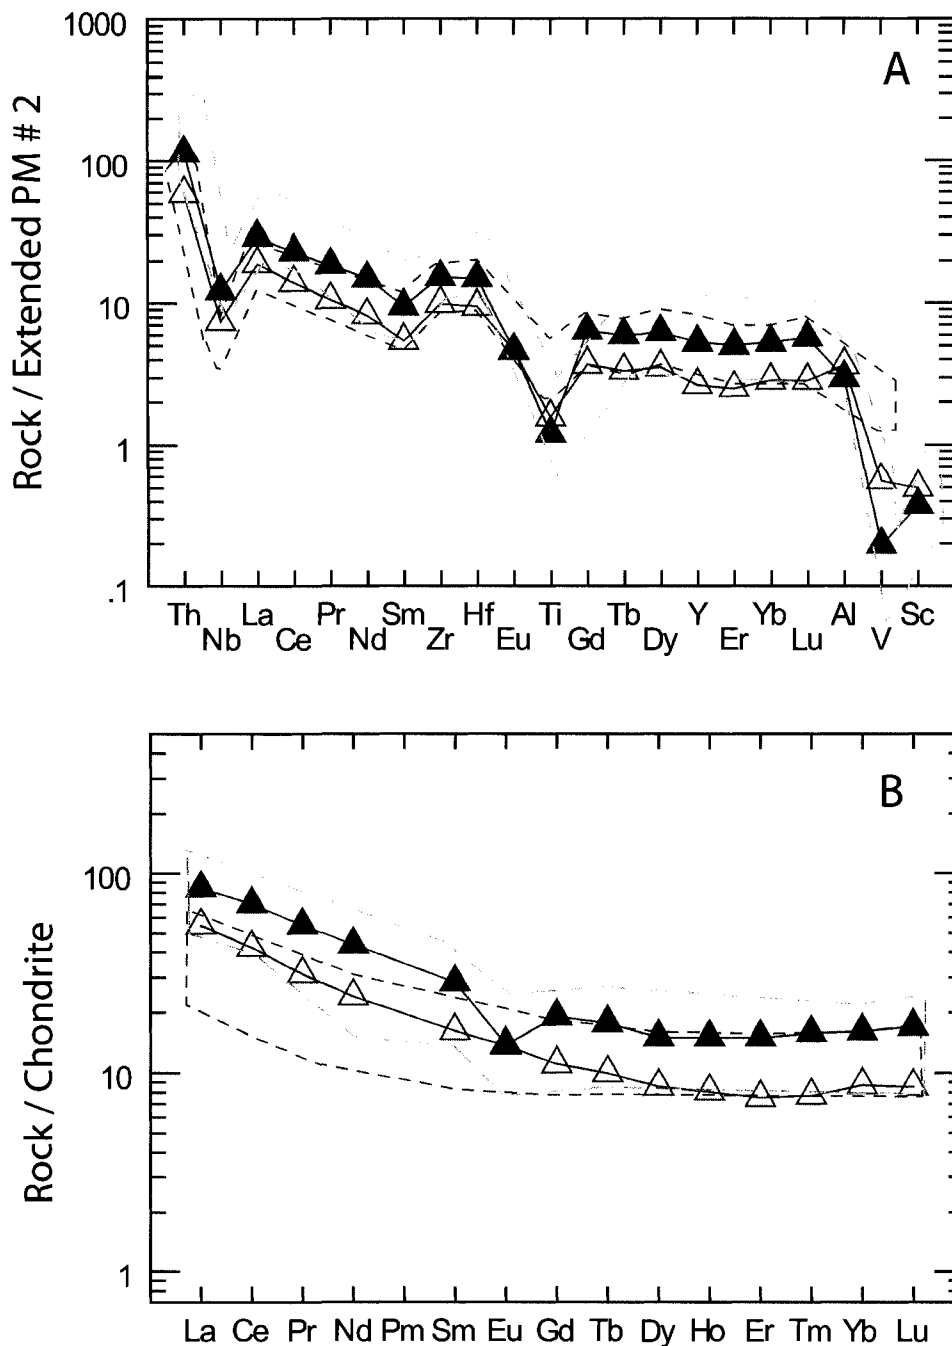 1000
A
100
10
1
.1
Rock / Extended PM # 2
Th La Pr Sm Hf Ti Tb Y Yb Al Sc
Nb Ce Nd Zr Eu Gd Dy Er Lu V
B
100
10
1
Rock / Chondrite
La Ce Pr Nd Pm Sm Eu Gd Tb Dy Ho Er Tm Yb Lu